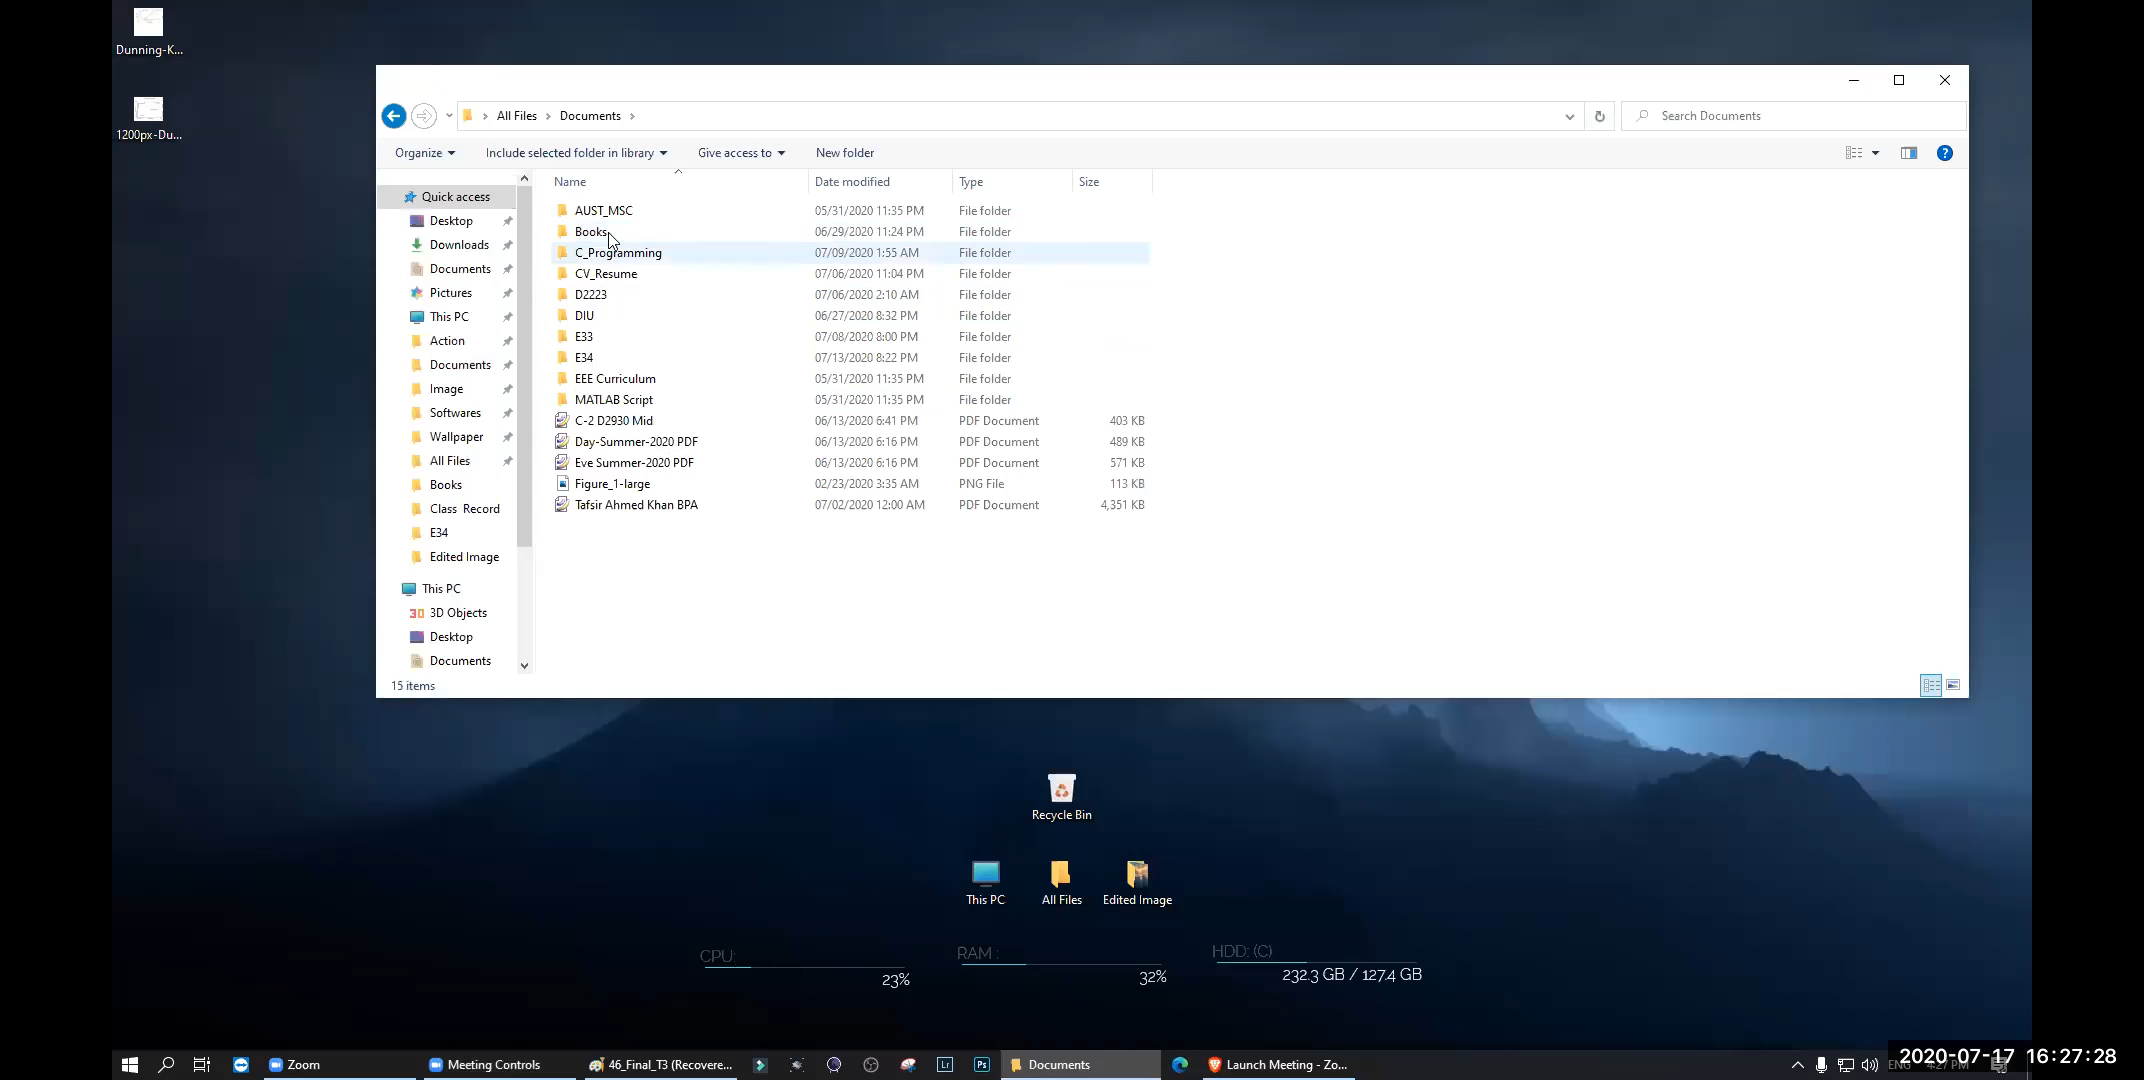 Dunning-K...
1200px-Du...
All Files
Documents
Search Documents
Organize
Include selected folder in library
Give access to
New folder
Name
Date modified
Type
Size
Quick access
Desktop
Downloads
Documents
Pictures
This PC
Action
Documents
Image
Softwares
Wallpaper
All Files
Books
Class Record
E34
Edited Image
This PC
3D Objects
Desktop
Documents
AUST_MSC 05/31/2020 11:35 PM File folder
Books 06/29/2020 11:24 PM File folder
C_Programming 07/09/2020 1:55 AM File folder
CV_Resume 07/06/2020 11:04 PM File folder
D2223 07/06/2020 2:10 AM File folder
DIU 06/27/2020 8:32 PM File folder
E33 07/08/2020 8:00 PM File folder
E34 07/13/2020 8:22 PM File folder
EEE Curriculum 05/31/2020 11:35 PM File folder
MATLAB Script 05/31/2020 11:35 PM File folder
C-2 D2930 Mid 06/13/2020 6:41 PM PDF Document 403 KB
Day-Summer-2020 PDF 06/13/2020 6:16 PM PDF Document 489 KB
Eve Summer-2020 PDF 06/13/2020 6:16 PM PDF Document 571 KB
Figure_1-large 02/23/2020 3:35 AM PNG File 113 KB
Tafsir Ahmed Khan BPA 07/02/2020 12:00 AM PDF Document 4,351 KB
15 items
Recycle Bin
This PC
All Files
Edited Image
CPU:
23%
RAM :
32%
HDD: (C)
232.3 GB / 127.4 GB
Zoom
Meeting Controls
46_Final_T3 (Recovere...
Lr
Ps
Documents
Launch Meeting - Zo...
ENG
4:27 PM
2020-07-17 16:27:28